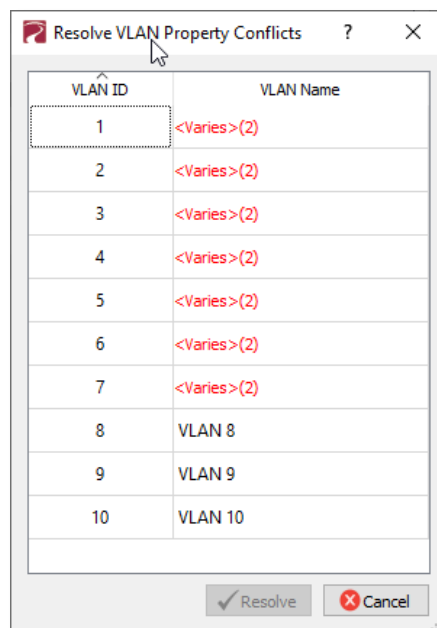 Resolve VLAN Property Conflicts ?
VLAN ID VLAN Name
1 <Varies>(2)
2 <Varies>(2)
3 <Varies>(2)
4 <Varies>(2)
5 <Varies>(2)
6 <Varies>(2)
7 <Varies>(2)
8 VLAN 8
9 VLAN 9
10 VLAN 10
Resolve Cancel